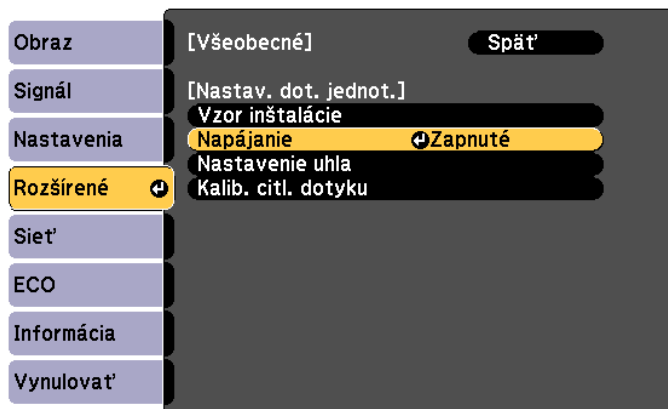 Obraz
Signál
Nastavenia
Rozšírené
Sieť
ECO
Informácia
Vynulovať
[Všeobecné] Späť
[Nastav. dot. jednot.]
Vzor inštalácie
Napájanie Zapnuté
Nastavenie uhla
Kalib. citl. dotyku